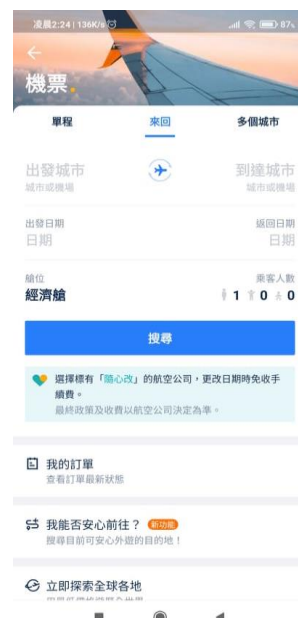 凌晨2:24 | 136K/s
87%
機票.
單程 來回 多個城市
出發城市 到達城市
城市或機場 城市或機場
出發日期 返回日期
日期 日期
艙位 乘客人數
經濟艙 1 0 0
搜尋
選擇標有「隨心改」的航空公司，更改日期時免收手
續費。
最終政策及收費以航空公司決定為準。
我的訂單
查看訂單最新狀態
我能否安心前往？ 新功能
搜尋目前可安心外遊的目的地！
立即探索全球各地